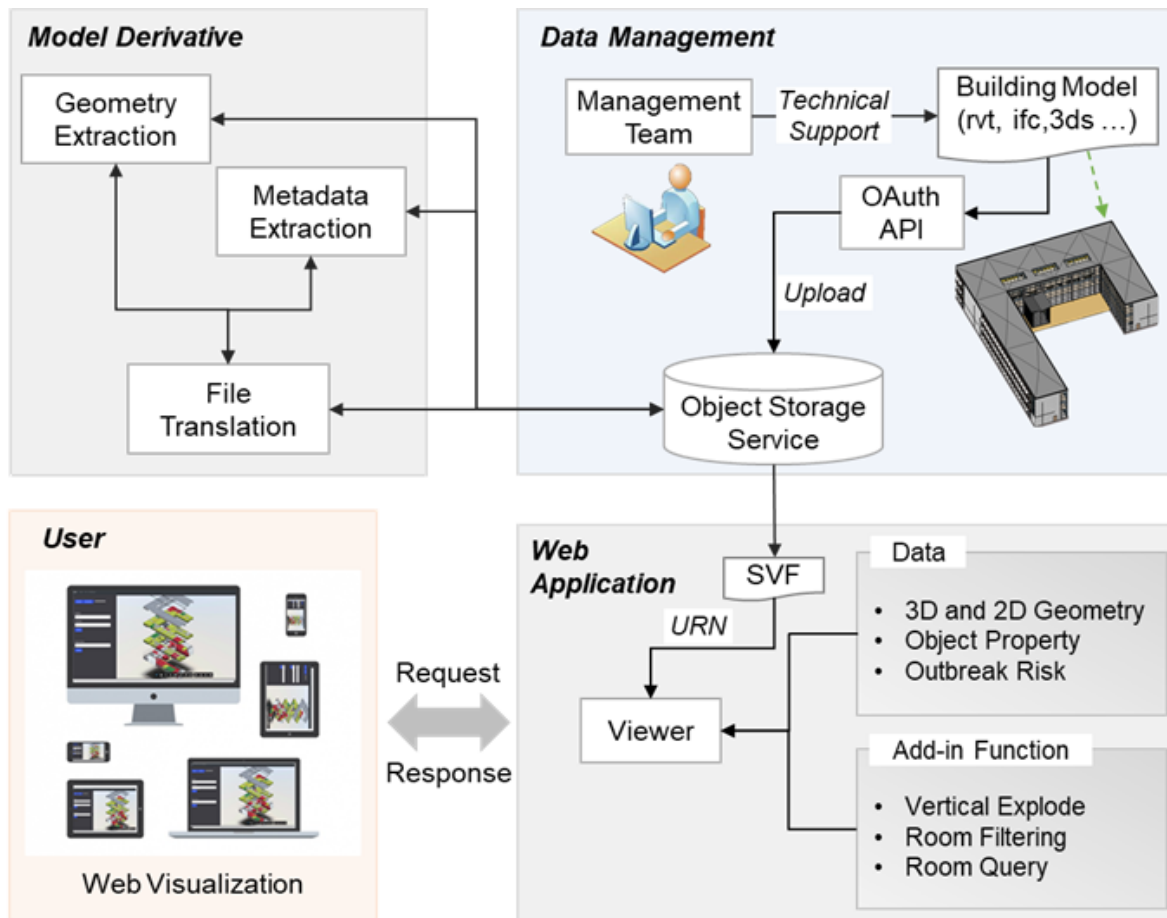 Model Derivative
Geometry
Extraction
Metadata
Extraction
File
Translation
Data Management
Management
Team
Technical
Support
Building Model
(rvt, ifc,3ds ...)
OAuth
API
Upload
Object Storage
Service
User
Web Visualization
Request
Response
Web
Application
SVF
URN
Viewer
Data
• 3D and 2D Geometry
• Object Property
• Outbreak Risk
Add-in Function
• Vertical Explode
• Room Filtering
• Room Query